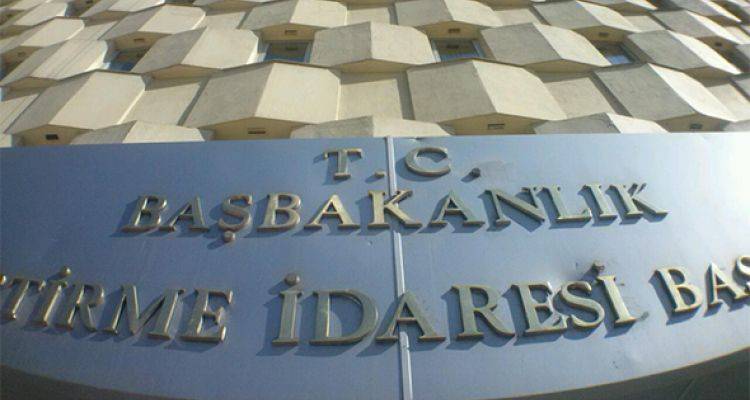 T.C.
BAŞBAKANLIK
TİRME İDARESİ BAŞ